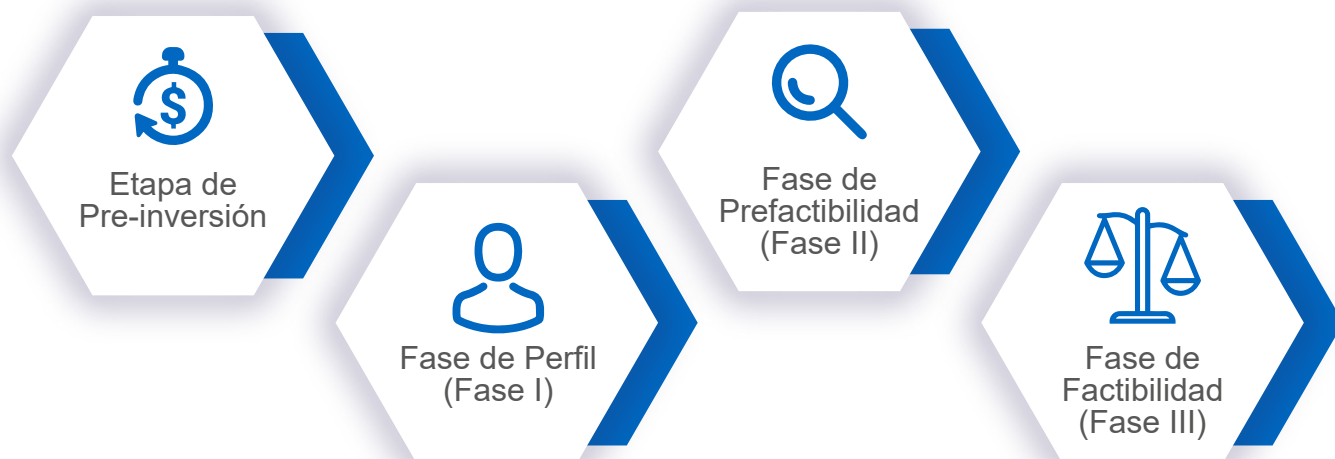 Etapa de
Pre-inversión
Fase de Perfil
(Fase I)
Fase de
Prefactibilidad
(Fase II)
Fase de
Factibilidad
(Fase III)